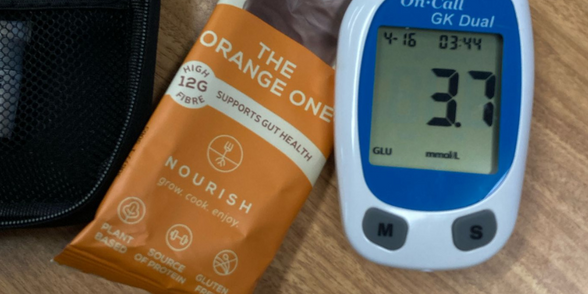 THE
ORANGE ONE
HIGH
12G
FIBRE
SUPPORTS GUT HEALTH
NOURISH
grow. cook. enjoy.
PLANT
BASED
SOURCE
OF PROTEIN
GLUTEN
On·Call
GK Dual
4-16 03:44
3.7
GLU mmol/L
M S